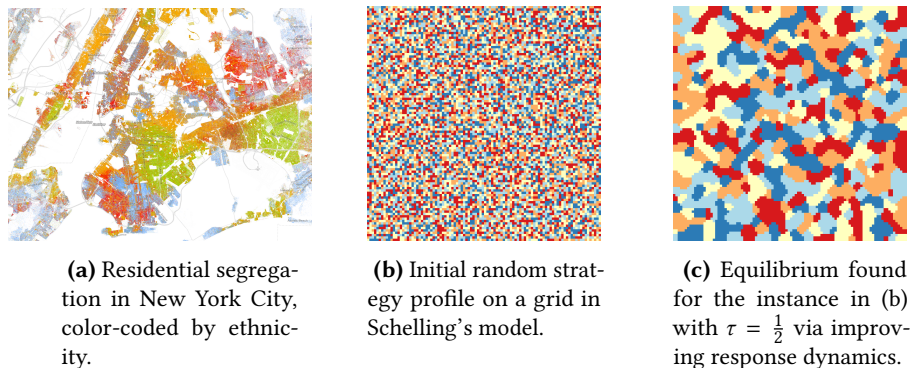 (a) Residential segrega-
tion in New York City,
color-coded by ethnic-
ity.
(b) Initial random strat-
egy profile on a grid in
Schelling's model.
(c) Equilibrium found
for the instance in (b)
with τ = 1/2 via improv-
ing response dynamics.